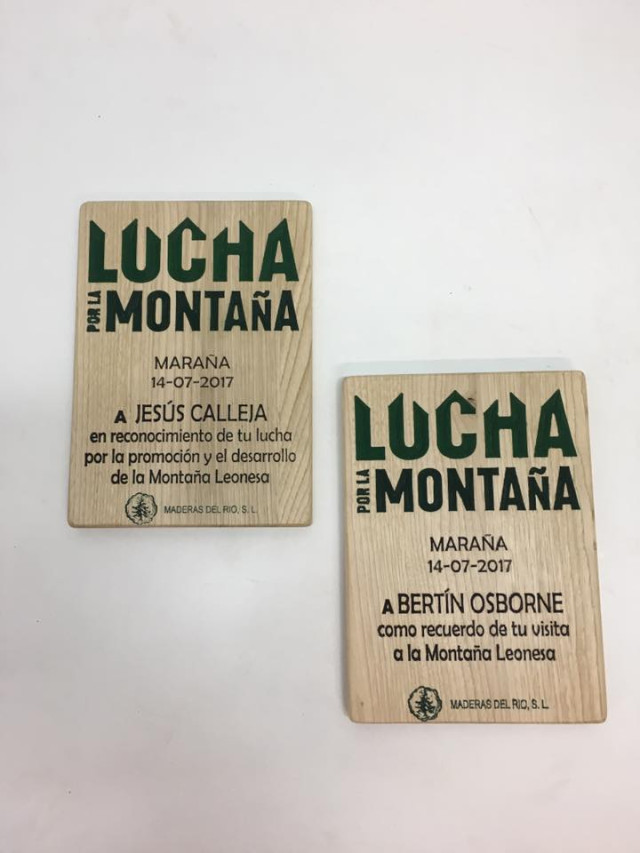 LUCHA
POR LA
MONTAÑA
MARAÑA
14-07-2017
A JESÚS CALLEJA
en reconocimiento de tu lucha
por la promoción y el desarrollo
de la Montaña Leonesa
MADERAS DEL RIO, S. L.
LUCHA
POR LA
MONTAÑA
MARAÑA
14-07-2017
A BERTÍN OSBORNE
como recuerdo de tu visita
a la Montaña Leonesa
MADERAS DEL RIO, S. L.